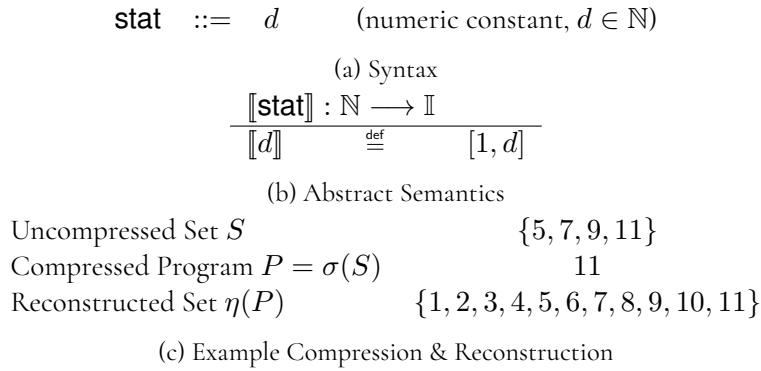 stat ::= d (numeric constant, d ∈ ℕ)
(a) Syntax
⟦stat⟧ : ℕ ⟶ 𝕀
⟦d⟧ ≝ [1, d]
(b) Abstract Semantics
Uncompressed Set S {5, 7, 9, 11}
Compressed Program P = σ(S) 11
Reconstructed Set η(P) {1, 2, 3, 4, 5, 6, 7, 8, 9, 10, 11}
(c) Example Compression & Reconstruction